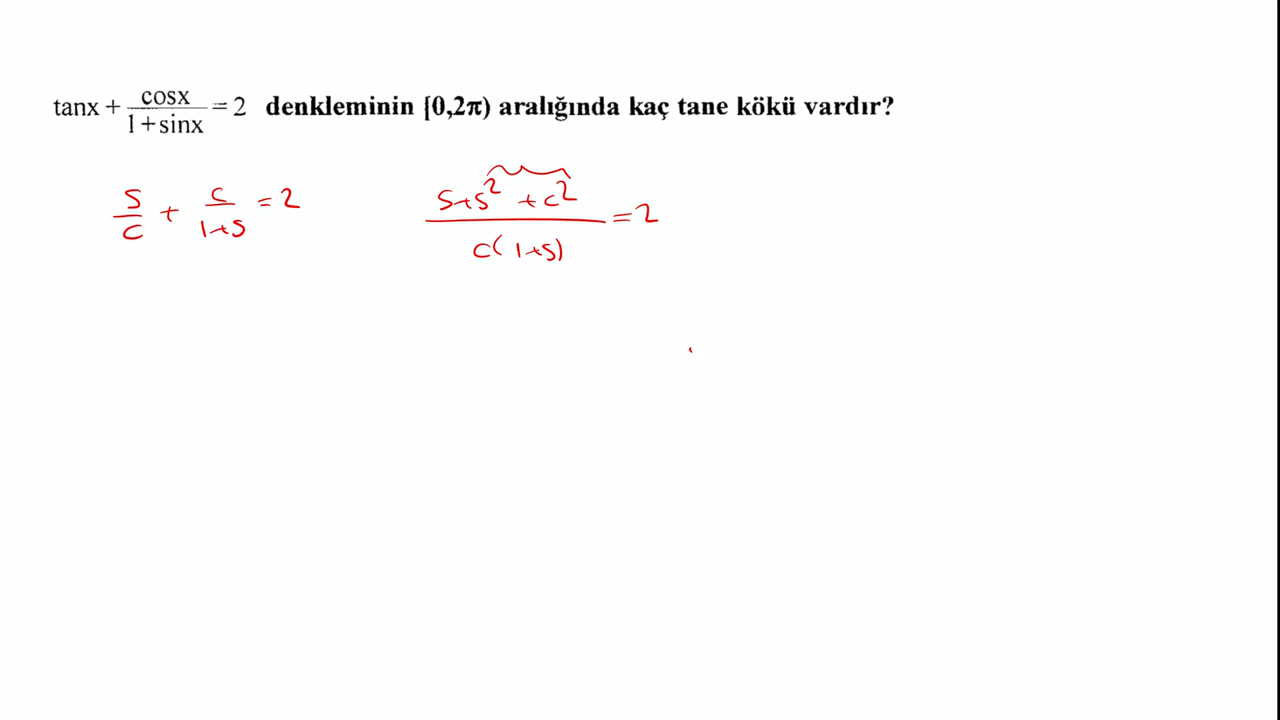 tanx + cosx/(1+sinx) = 2 denkleminin [0,2π) aralığında kaç tane kökü vardır?
s/c + c/(1+s) = 2
(s+s² + c²)/(c(1+s)) = 2